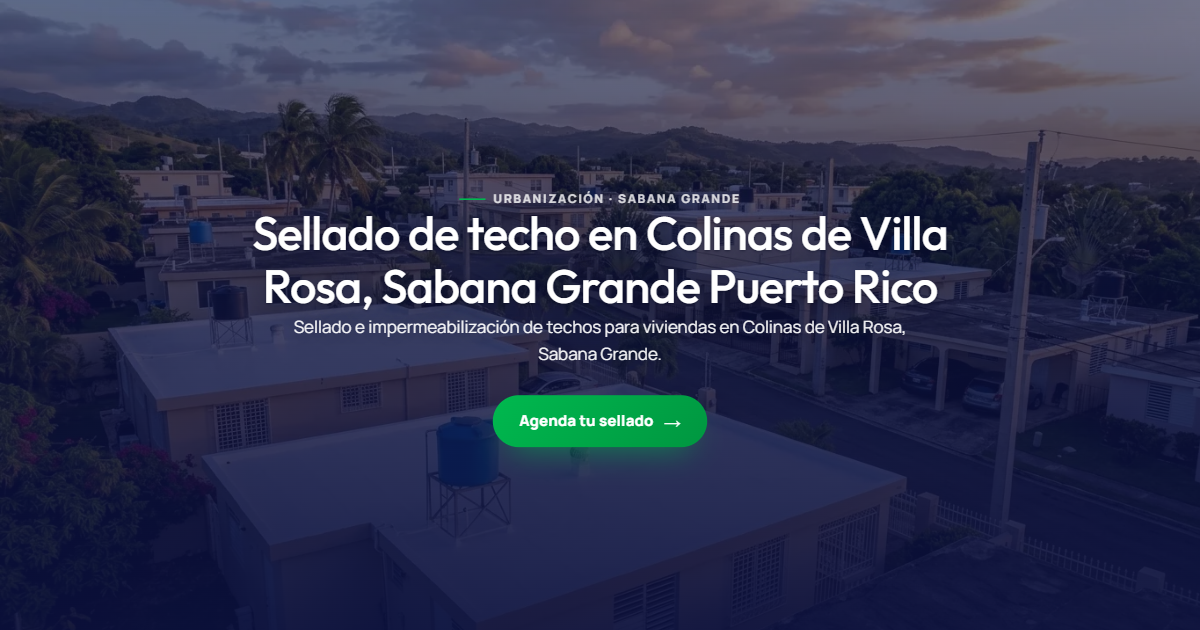 URBANIZACIÓN · SABANA GRANDE
Sellado de techo en Colinas de Villa
Rosa, Sabana Grande Puerto Rico
Sellado e impermeabilización de techos para viviendas en Colinas de Villa Rosa,
Sabana Grande.
Agenda tu sellado →